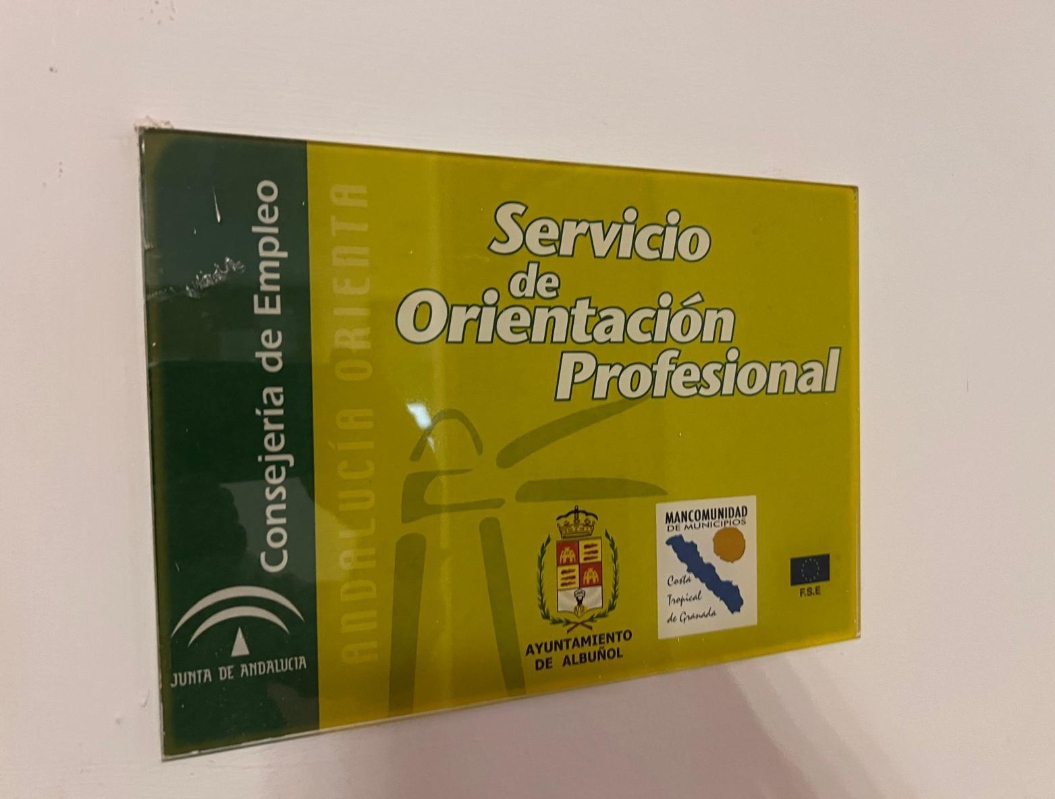 Consejería de Empleo
JUNTA DE ANDALUCIA
ANDALUCÍA ORIENTA
Servicio
de
Orientación
Profesional
AYUNTAMIENTO
DE ALBUÑOL
MANCOMUNIDAD
DE MUNICIPIOS
Costa
Tropical
de Granada
F.S.E